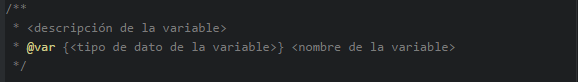 /**
* <descripción de la variable>
* @var {<tipo de dato de la variable>} <nombre de la variable>
*/